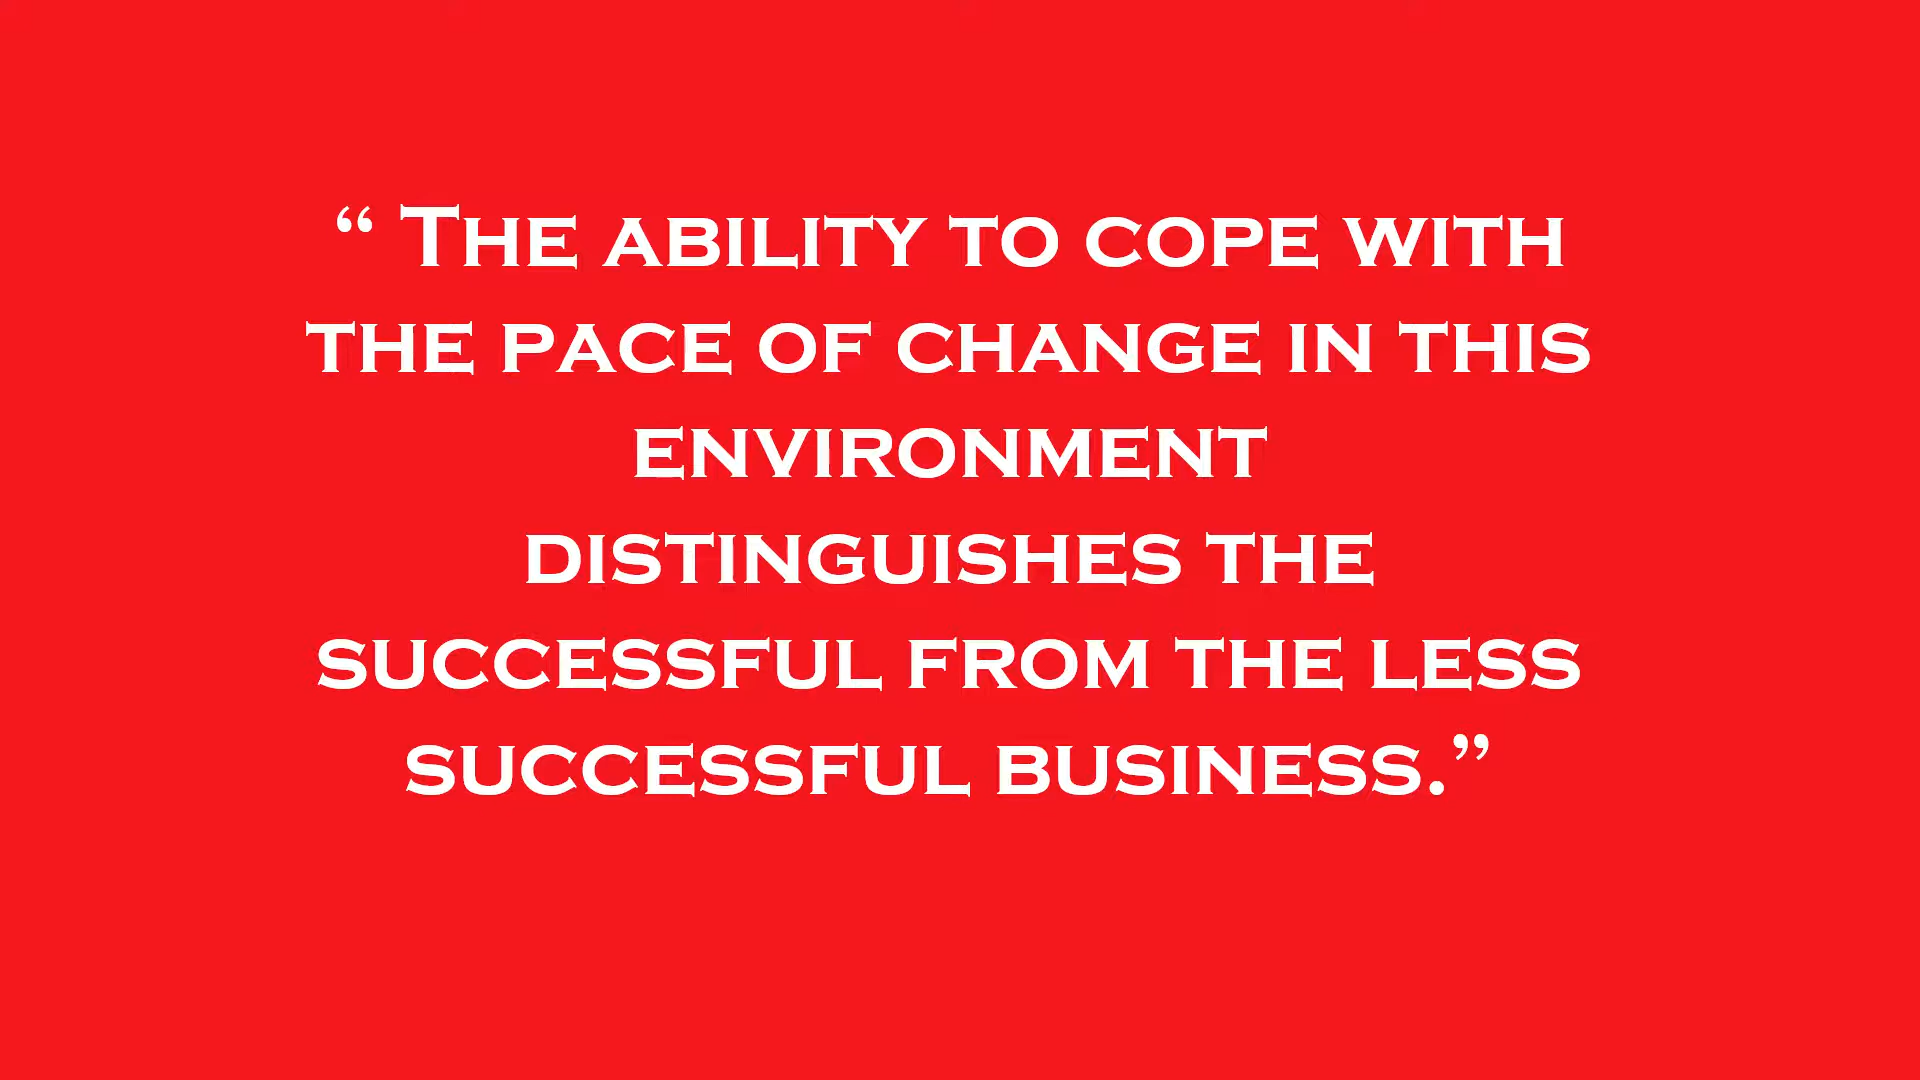 “ The ability to cope with
the pace of change in this
environment
distinguishes the
successful from the less
successful business.”